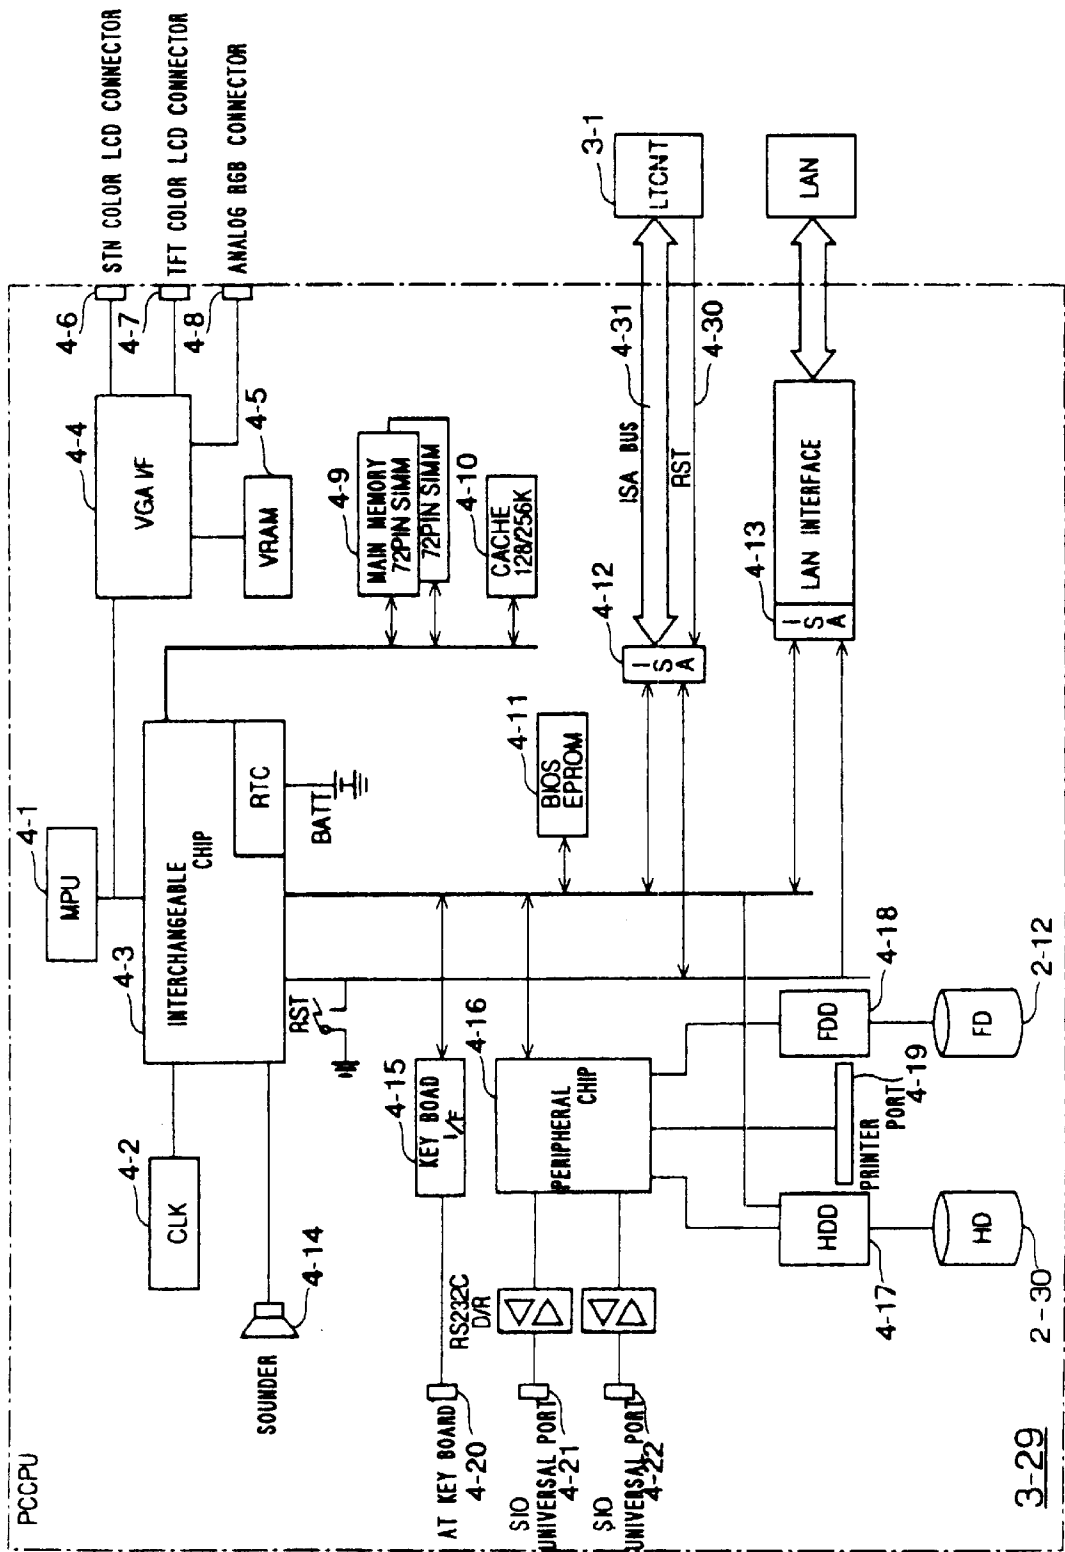 PCCPU
STN COLOR LCD CONNECTOR
TFT COLOR LCD CONNECTOR
ANALOG RGB CONNECTOR
4-6
4-7
4-8
4-4
VGA I/F
4-5
VRAM
4-1
MPU
4-3
INTERCHANGEABLE
CHIP
RTC
BATT
RST
4-2
CLK
4-14
SOUNDER
4-9
MAIN MEMORY
72PIN SIMM
72PIN SIMM
4-10
CACHE
128/256K
4-11
BIOS
EPROM
4-12
ISA
ISA BUS
4-31
RST
4-30
3-1
LTCNT
4-13
ISA
LAN INTERFACE
LAN
4-15
KEY BOAD
I/F
4-16
PERIPHERAL
CHIP
RS232C
D/R
AT KEY BOARD
4-20
SIO
UNIVERSAL PORT
4-21
SIO
UNIVERSAL PORT
4-22
4-18
FDD
2-12
FD
PRINTER
PORT
4-19
HDD
4-17
HD
2-30
3-29